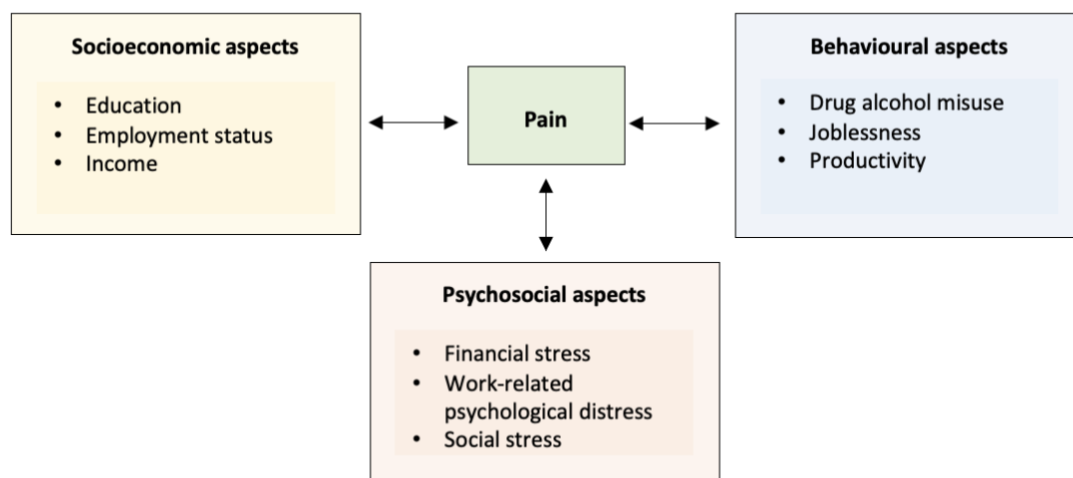 Socioeconomic aspects
• Education
• Employment status
• Income
Pain
Behavioural aspects
• Drug alcohol misuse
• Joblessness
• Productivity
Psychosocial aspects
• Financial stress
• Work-related
psychological distress
• Social stress